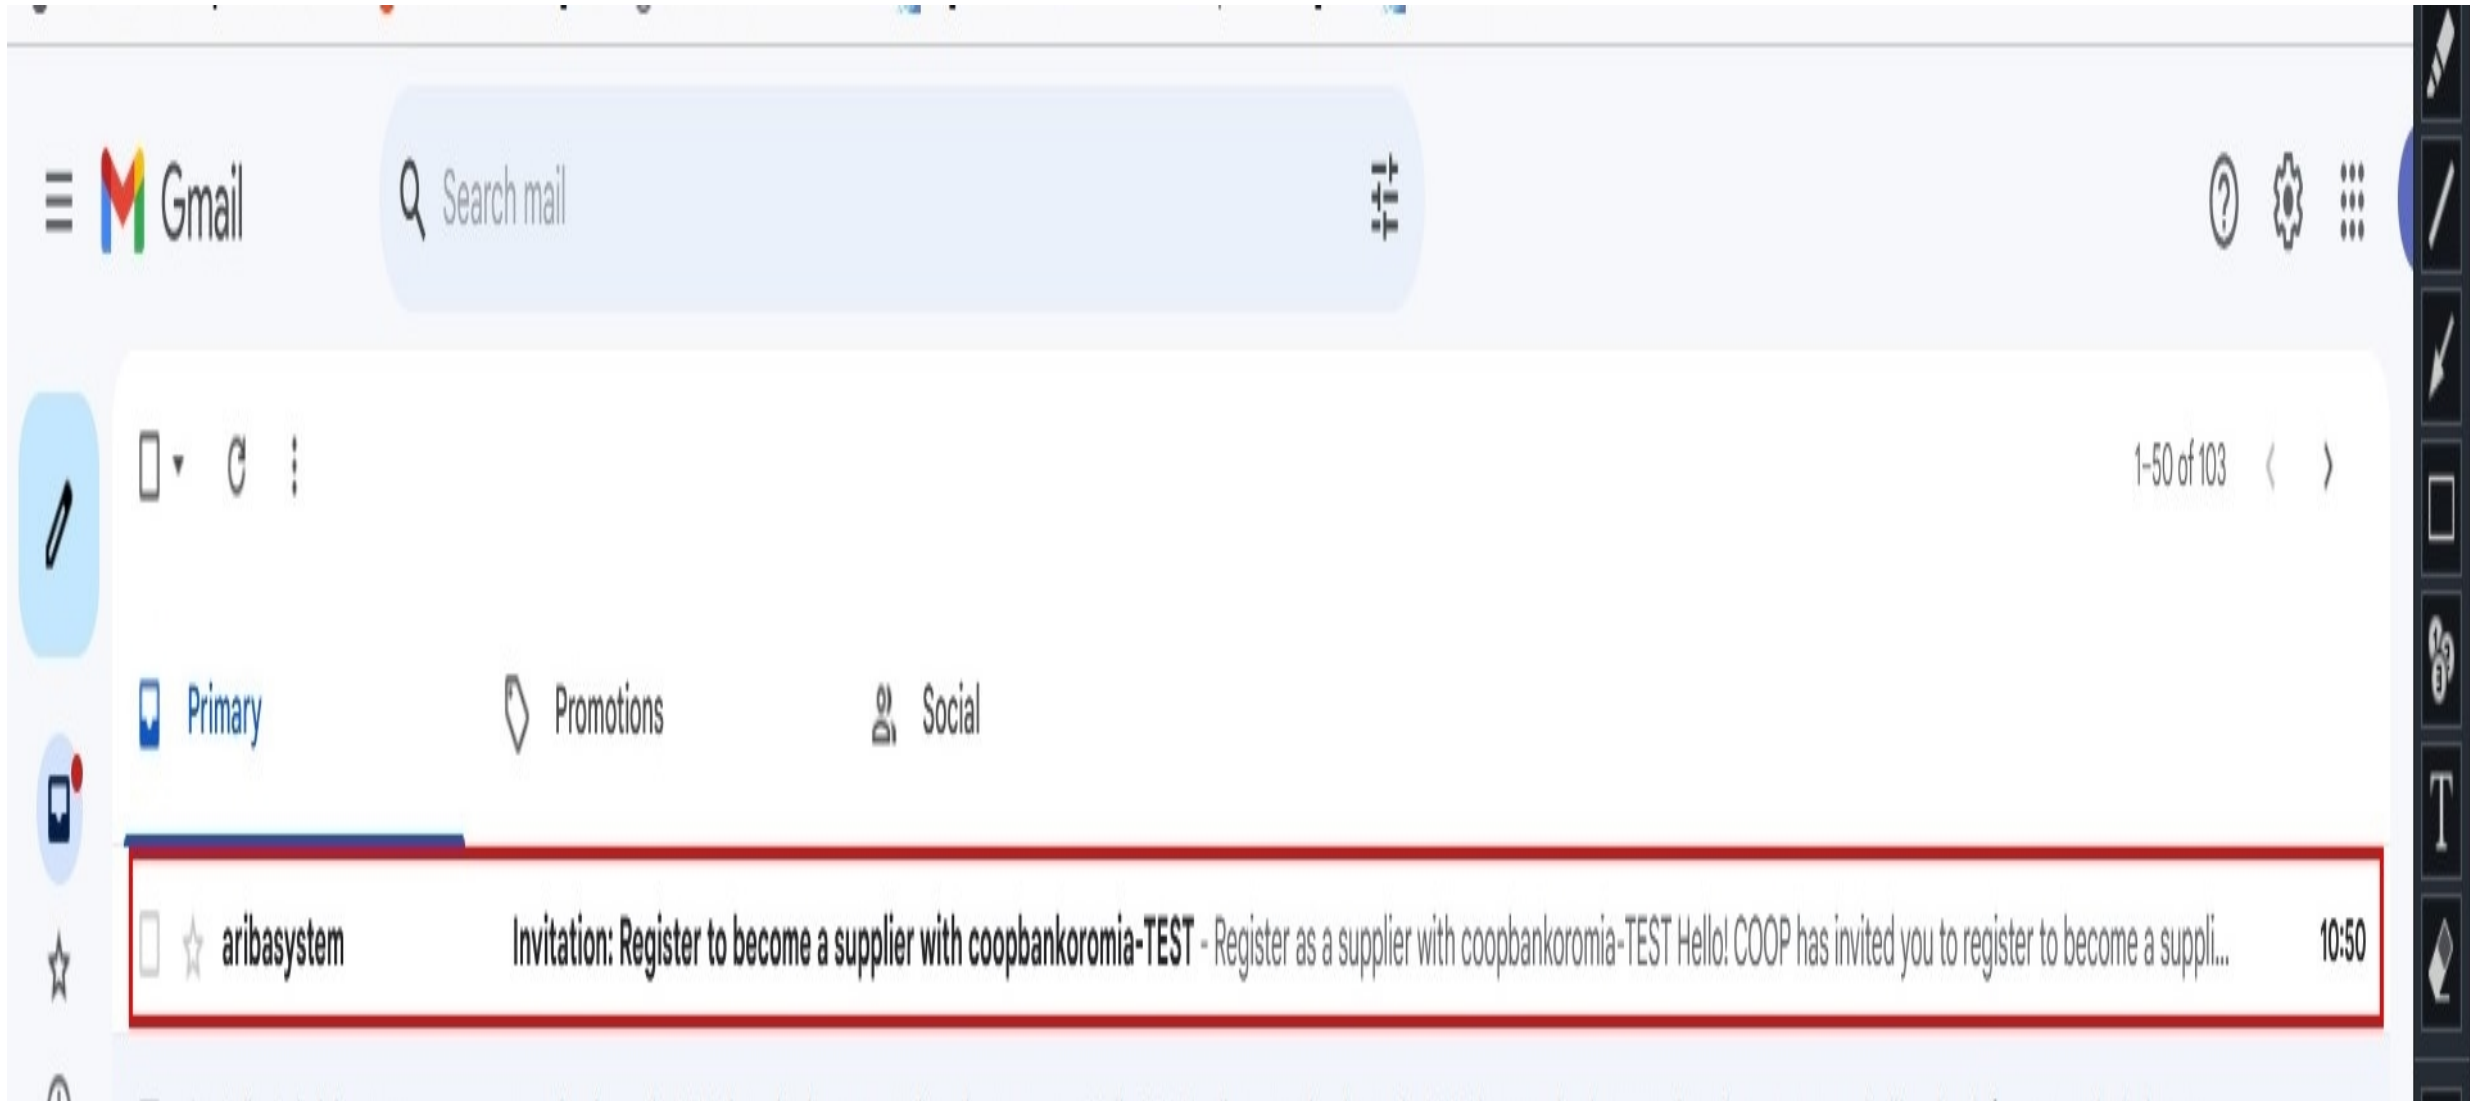 Gmail
Search mail
1–50 of 103
Primary
Promotions
Social
aribasystem Invitation: Register to become a supplier with coopbankoromia-TEST - Register as a supplier with coopbankoromia-TEST Hello! COOP has invited you to register to become a suppli... 10:50
T